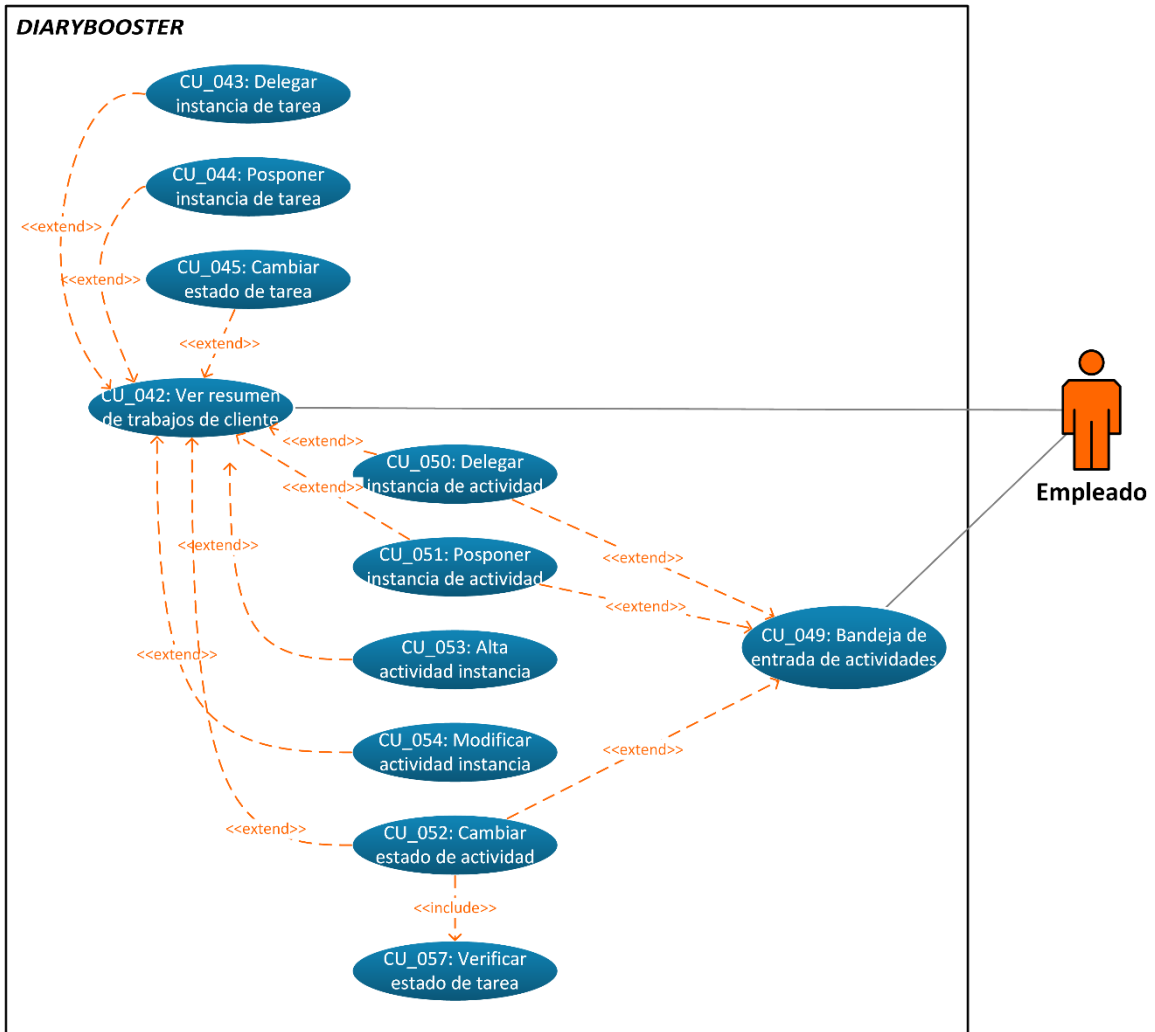 DIARYBOOSTER
CU_043: Delegar
instancia de tarea
CU_044: Posponer
instancia de tarea
<<extend>>
CU_045: Cambiar
estado de tarea
<<extend>>
<<extend>>
CU_042: Ver resumen
de trabajos de cliente
<<extend>>
CU_050: Delegar
instancia de actividad
<<extend>>
Empleado
<<extend>>
CU_051: Posponer
instancia de actividad
<<extend>>
<<extend>>
CU_049: Bandeja de
entrada de actividades
CU_053: Alta
actividad instancia
<<extend>>
CU_054: Modificar
actividad instancia
<<extend>>
<<extend>>
CU_052: Cambiar
estado de actividad
<<include>>
CU_057: Verificar
estado de tarea